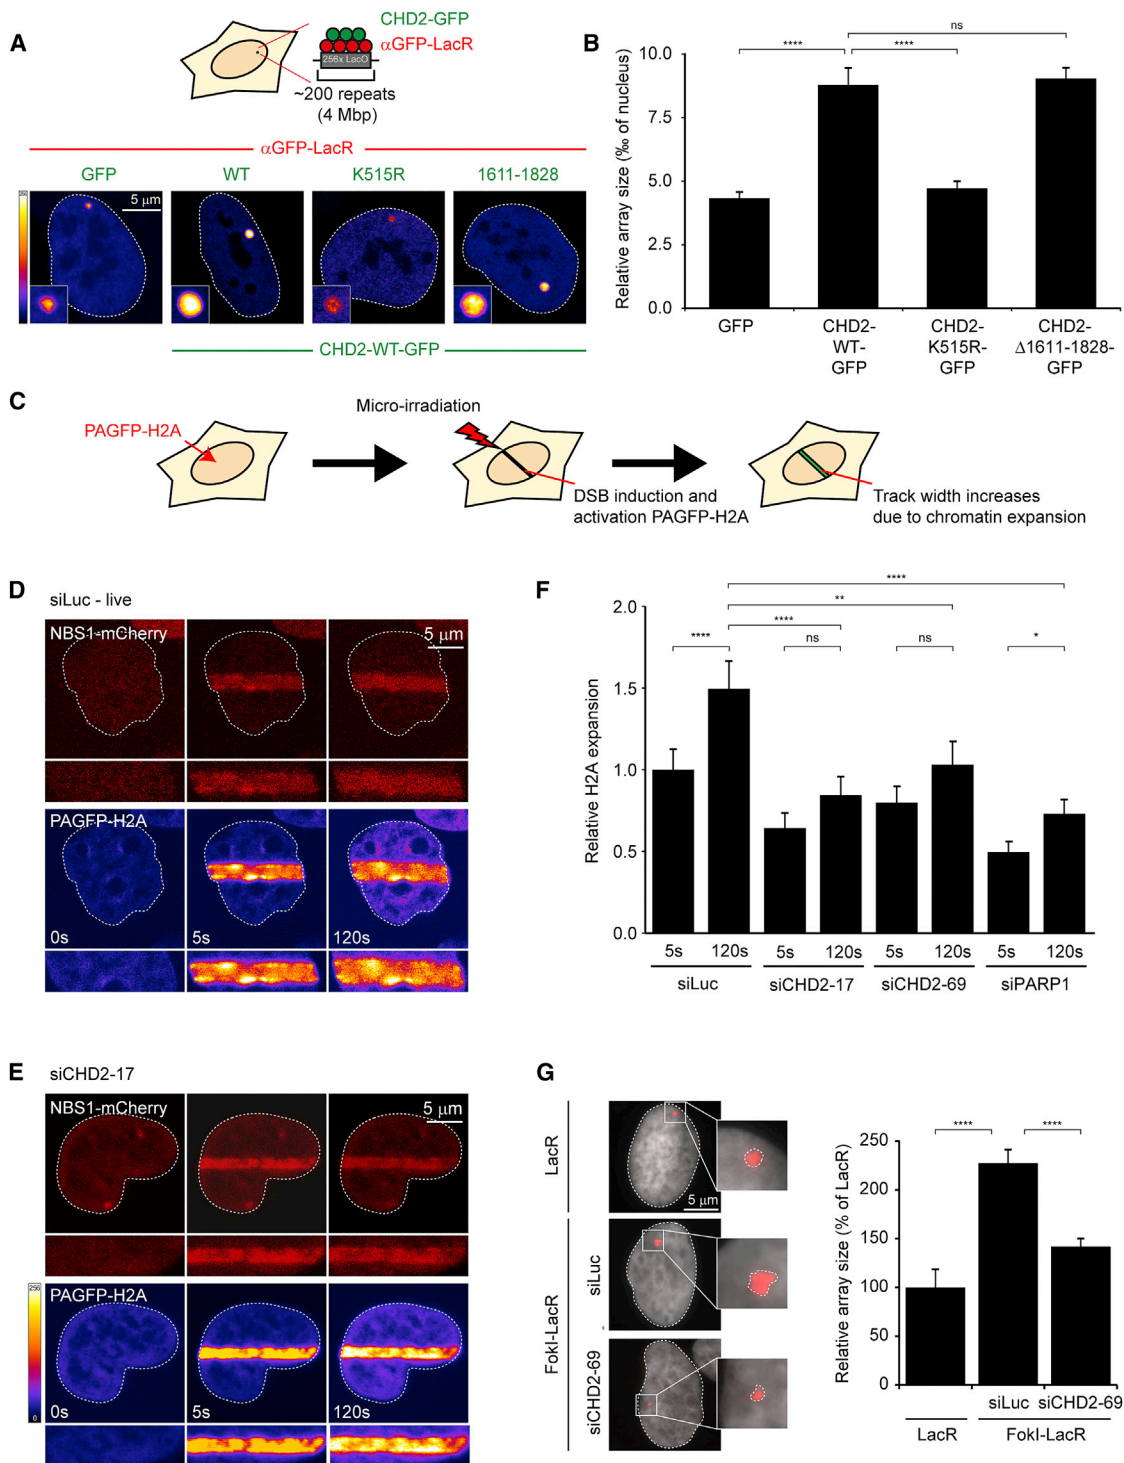 A
CHD2-GFP
αGFP-LacR
256x LacO
~200 repeats
(4 Mbp)
αGFP-LacR
GFP
WT
K515R
1611-1828
5 μm
CHD2-WT-GFP
B
Relative array size (‰ of nucleus)
10.0
7.5
5.0
2.5
0.0
****
****
ns
GFP
CHD2-
WT-
GFP
CHD2-
K515R-
GFP
CHD2-
Δ1611-1828-
GFP
C
PAGFP-H2A
Micro-irradiation
DSB induction and
activation PAGFP-H2A
Track width increases
due to chromatin expansion
D
siLuc - live
NBS1-mCherry
5 μm
PAGFP-H2A
0s
5s
120s
E
siCHD2-17
NBS1-mCherry
5 μm
256
0
PAGFP-H2A
0s
5s
120s
F
Relative H2A expansion
2.0
1.5
1.0
0.5
0.0
****
**
****
****
ns
ns
*
5s
120s
5s
120s
5s
120s
5s
120s
siLuc
siCHD2-17
siCHD2-69
siPARP1
G
LacR
FokI-LacR
siLuc
siCHD2-69
5 μm
Relative array size (% of LacR)
250
200
150
100
50
0
****
****
siLuc
siCHD2-69
LacR
FokI-LacR